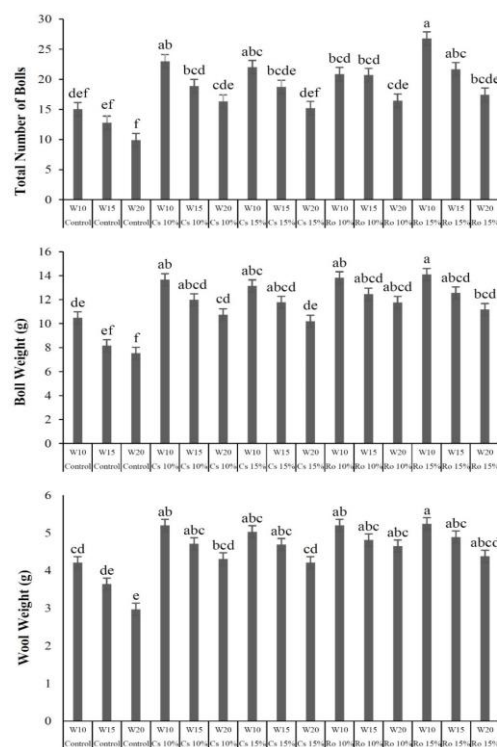 Total Number of Bolls
30
25
20
15
10
5
0
def ef f ab bcd cde abc bcde def bcd bcd cde a abc bcde
W10 W15 W20 W10 W15 W20 W10 W15 W20 W10 W15 W20 W10 W15 W20
Control Control Control Cs 10% Cs 10% Cs 10% Cs 15% Cs 15% Cs 15% Ro 10% Ro 10% Ro 10% Ro 15% Ro 15% Ro 15%
Boll Weight (g)
16
14
12
10
8
6
4
2
0
de ef f ab abcd cd abc abcd de ab abcd abcd a abcd bcd
W10 W15 W20 W10 W15 W20 W10 W15 W20 W10 W15 W20 W10 W15 W20
Control Control Control Cs 10% Cs 10% Cs 10% Cs 15% Cs 15% Cs 15% Ro 10% Ro 10% Ro 10% Ro 15% Ro 15% Ro 15%
Wool Weight (g)
6
5
4
3
2
1
0
cd de e ab abc bcd abc abc cd ab abc abc a abc abcd
W10 W15 W20 W10 W15 W20 W10 W15 W20 W10 W15 W20 W10 W15 W20
Control Control Control Cs 10% Cs 10% Cs 10% Cs 15% Cs 15% Cs 15% Ro 10% Ro 10% Ro 10% Ro 15% Ro 15% Ro 15%